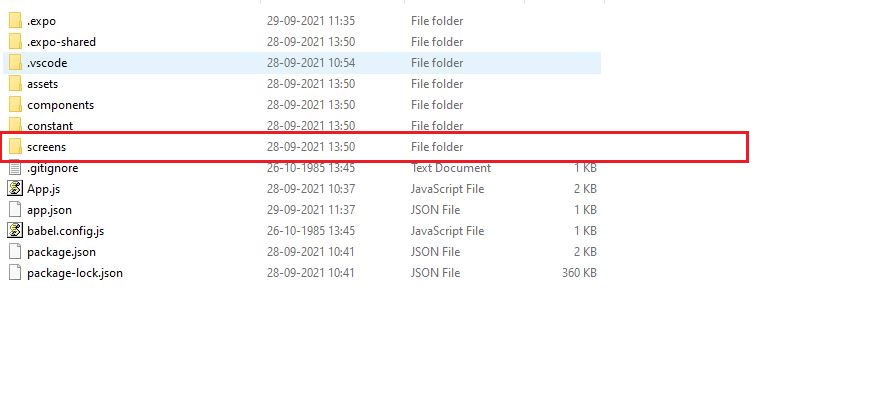 .expo 29-09-2021 11:35 File folder
.expo-shared 28-09-2021 13:50 File folder
.vscode 28-09-2021 10:54 File folder
assets 28-09-2021 13:50 File folder
components 28-09-2021 13:50 File folder
constant 28-09-2021 13:50 File folder
screens 28-09-2021 13:50 File folder
.gitignore 26-10-1985 13:45 Text Document 1 KB
App.js 28-09-2021 10:37 JavaScript File 2 KB
app.json 29-09-2021 11:37 JSON File 1 KB
babel.config.js 26-10-1985 13:45 JavaScript File 1 KB
package.json 28-09-2021 10:41 JSON File 2 KB
package-lock.json 28-09-2021 10:41 JSON File 360 KB